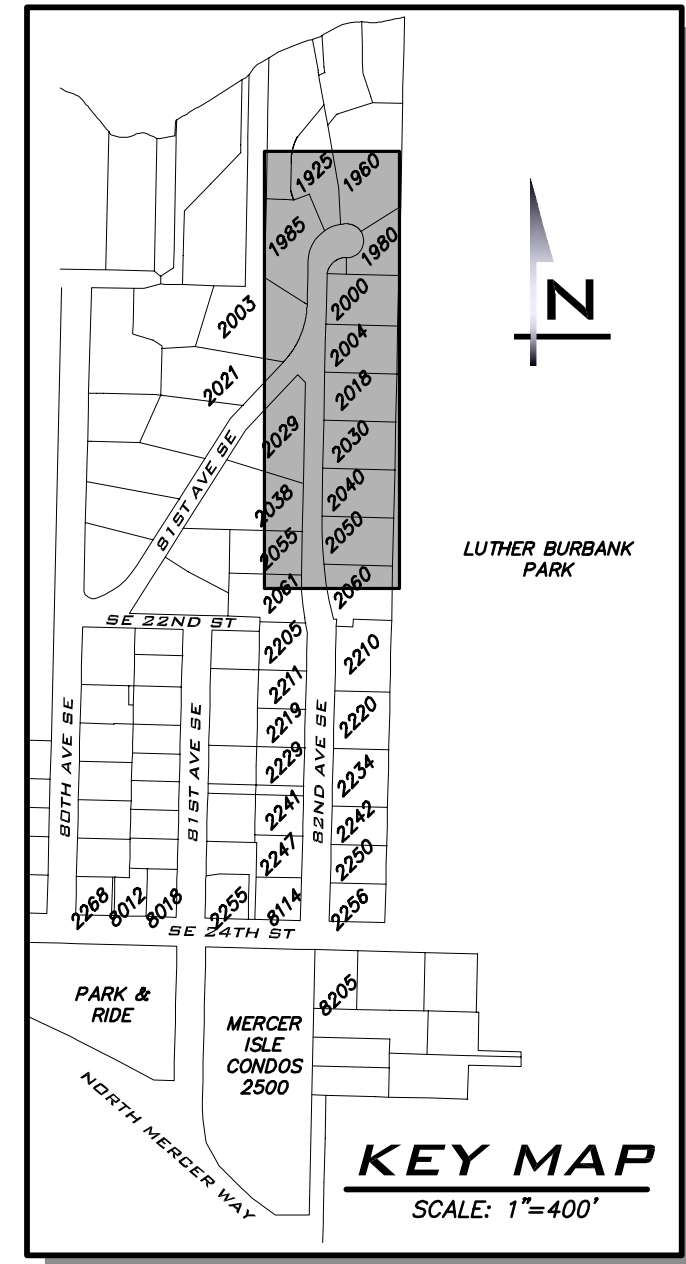 1925
1960
1985
1980
2000
2003
2004
2021
2018
2029
2030
81ST AVE SE
2038
2040
2055
2050
LUTHER BURBANK
PARK
2061
2060
SE 22ND ST
2205
2210
2211
2219
2220
80TH AVE SE
81ST AVE SE
82ND AVE SE
2229
2234
2241
2242
2247
2250
2268
8012
8018
2255
8114
2256
SE 24TH ST
PARK &
RIDE
8205
MERCER
ISLE
CONDOS
2500
NORTH MERCER WAY
N
KEY MAP
SCALE: 1"=400'